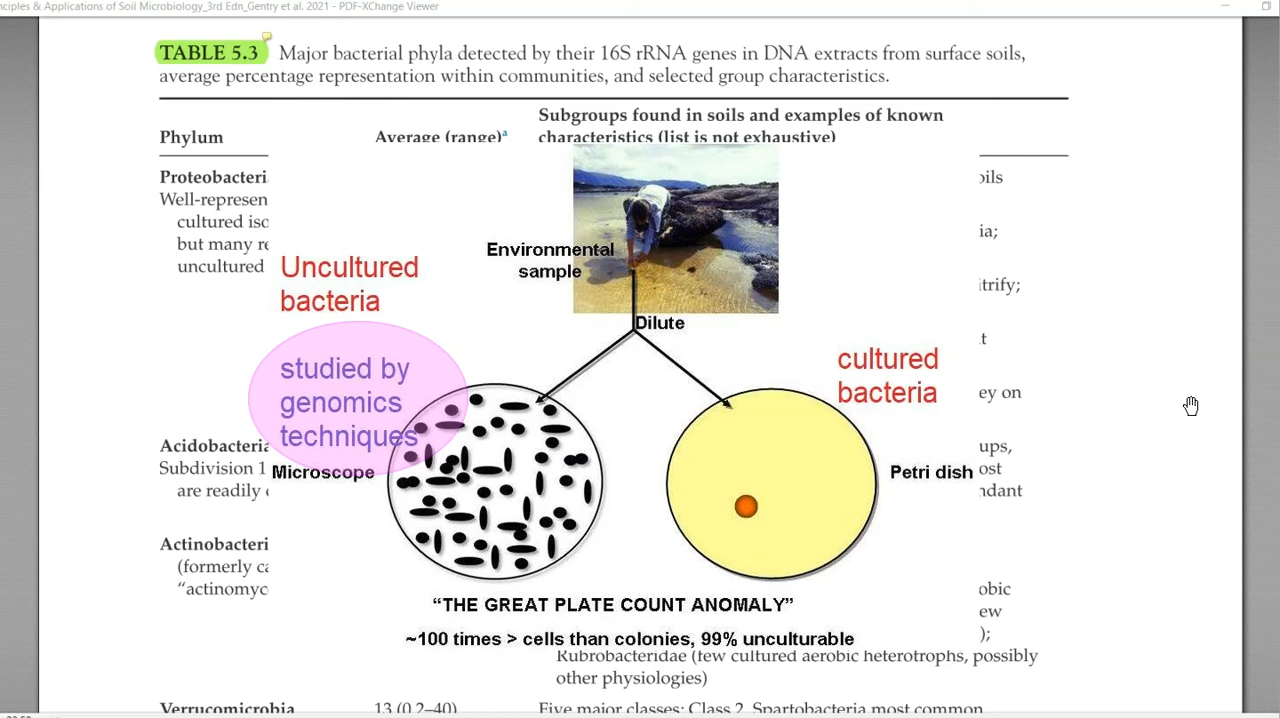 nciples & Applications of Soil Microbiology_3rd Edn_Gentry et al. 2021 - PDF-XChange Viewer
TABLE 5.3 Major bacterial phyla detected by their 16S rRNA genes in DNA extracts from surface soils,
average percentage representation within communities, and selected group characteristics.
Subgroups found in soils and examples of known
Phylum Average (range)a characteristics (list is not exhaustive)
Proteobacteri
oils
Well-represen
cultured iso
ia;
but many re
uncultured
itrify;
Environmental
sample
Uncultured
bacteria
Dilute
studied by
genomics
techniques
cultured
bacteria
ey on
Acidobacteria
ups,
Subdivision 1
ost
are readily
ndant
Microscope
Petri dish
Actinobacteri
(formerly ca
"actinomyc
obic
ew
);
"THE GREAT PLATE COUNT ANOMALY"
~100 times > cells than colonies, 99% unculturable
Rubrobacteridae (few cultured aerobic heterotrophs, possibly
other physiologies)
Verrucomicrobia 13 (0.2–40) Five major classes: Class 2, Spartobacteria most common